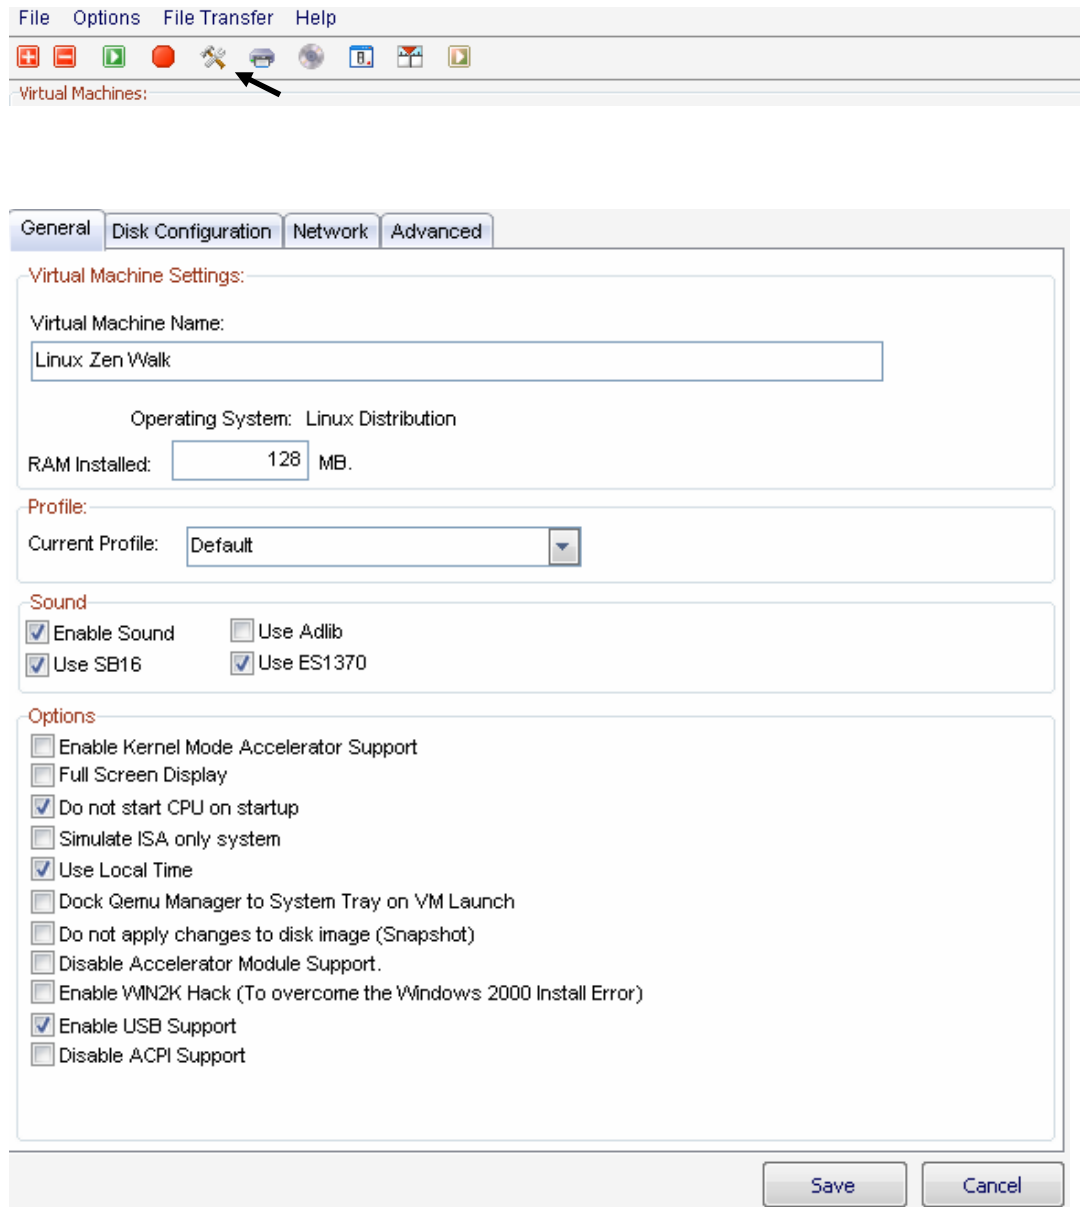 File Options File Transfer Help
8.
Virtual Machines:
General Disk Configuration Network Advanced
Virtual Machine Settings:
Virtual Machine Name:
Linux Zen Walk
Operating System: Linux Distribution
RAM Installed: 128 MB.
Profile:
Current Profile: Default
Sound
Enable Sound Use Adlib
Use SB16 Use ES1370
Options
Enable Kernel Mode Accelerator Support
Full Screen Display
Do not start CPU on startup
Simulate ISA only system
Use Local Time
Dock Qemu Manager to System Tray on VM Launch
Do not apply changes to disk image (Snapshot)
Disable Accelerator Module Support.
Enable WIN2K Hack (To overcome the Windows 2000 Install Error)
Enable USB Support
Disable ACPI Support
Save Cancel